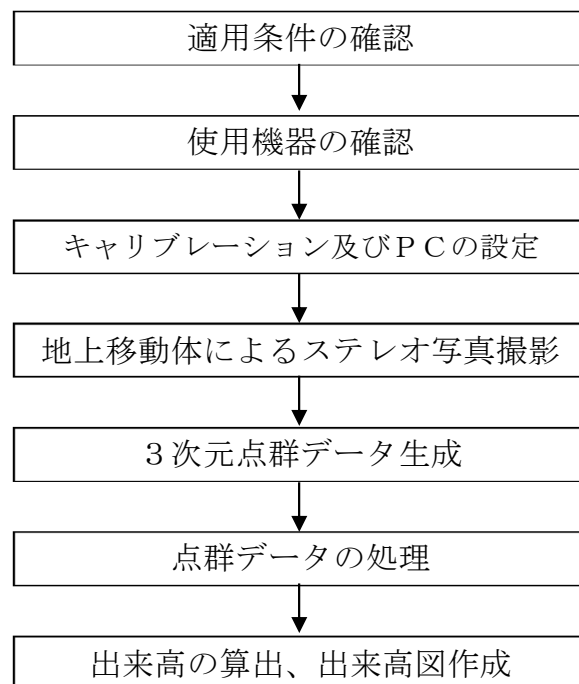 適用条件の確認
使用機器の確認
キャリブレーション及びＰＣの設定
地上移動体によるステレオ写真撮影
３次元点群データ生成
点群データの処理
出来高の算出、出来高図作成